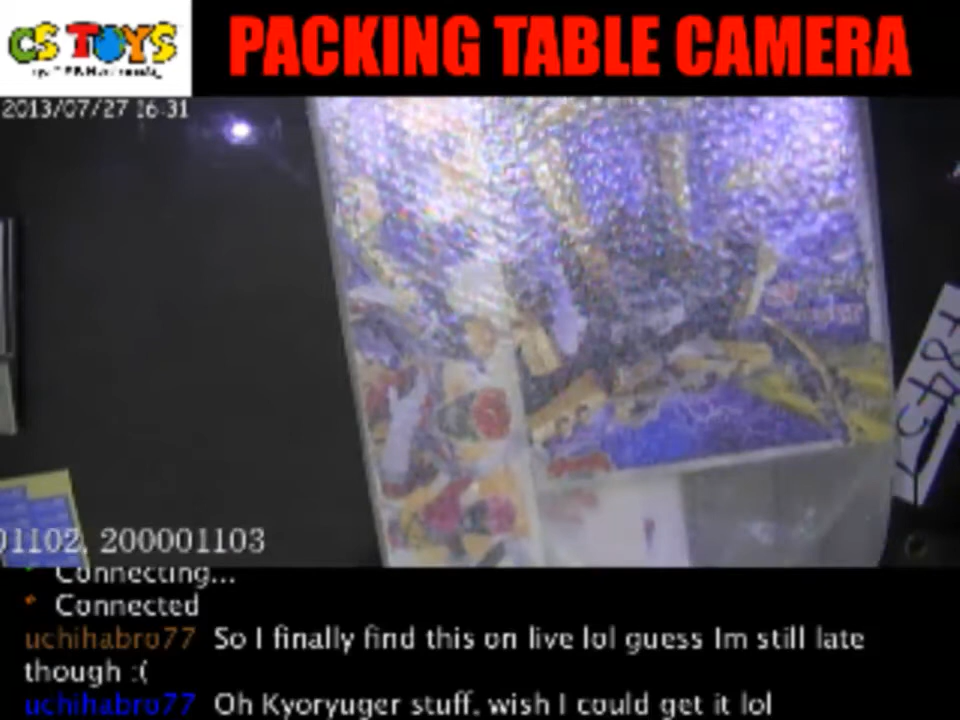 CS TOYS
PACKING TABLE CAMERA
2013/07/27 16:31
01102, 200001103
Connecting...
* Connected
uchihabro77 So I finally find this on live lol guess Im still late
though :(
uchihabro77 Oh Kyoryuger stuff, wish I could get it lol